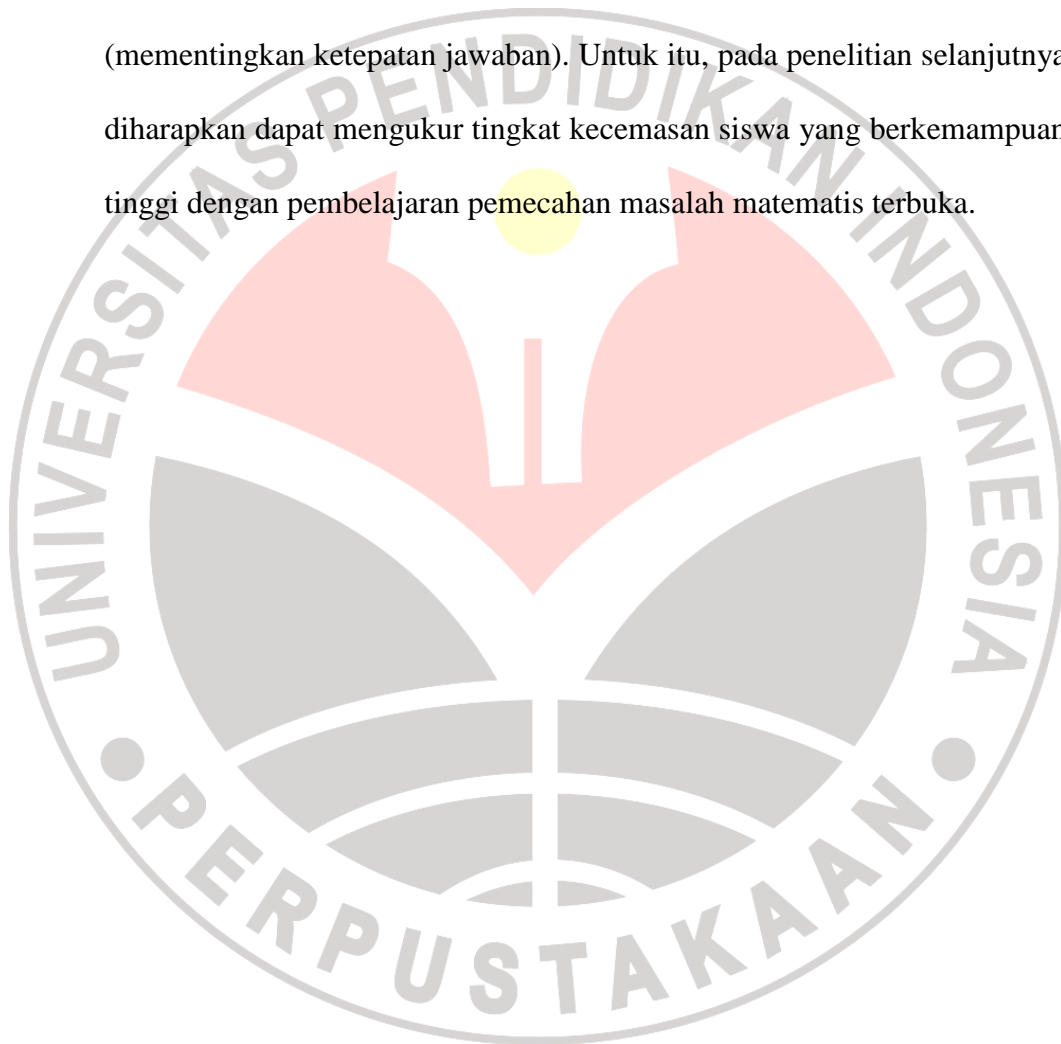 (mementingkan ketepatan jawaban). Untuk itu, pada penelitian selanjutnya
diharapkan dapat mengukur tingkat kecemasan siswa yang berkemampuan
tinggi dengan pembelajaran pemecahan masalah matematis terbuka.
UNIVERSITAS PENDIDIKAN INDONESIA
PERPUSTAKAAN